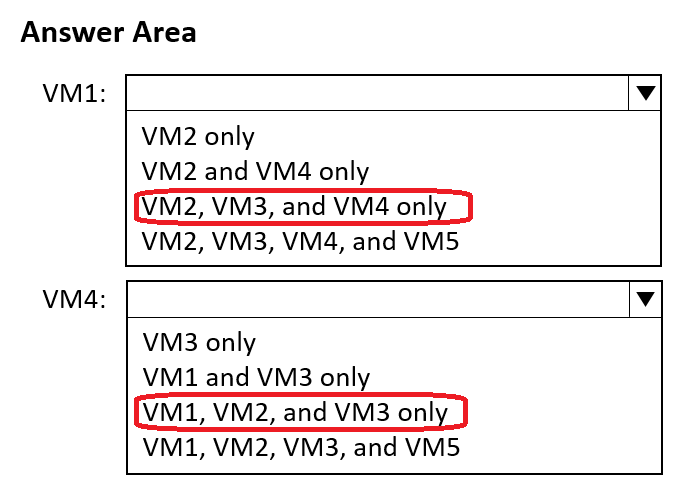 Answer Area
VM1:
VM2 only
VM2 and VM4 only
VM2, VM3, and VM4 only
VM2, VM3, VM4, and VM5
VM4:
VM3 only
VM1 and VM3 only
VM1, VM2, and VM3 only
VM1, VM2, VM3, and VM5